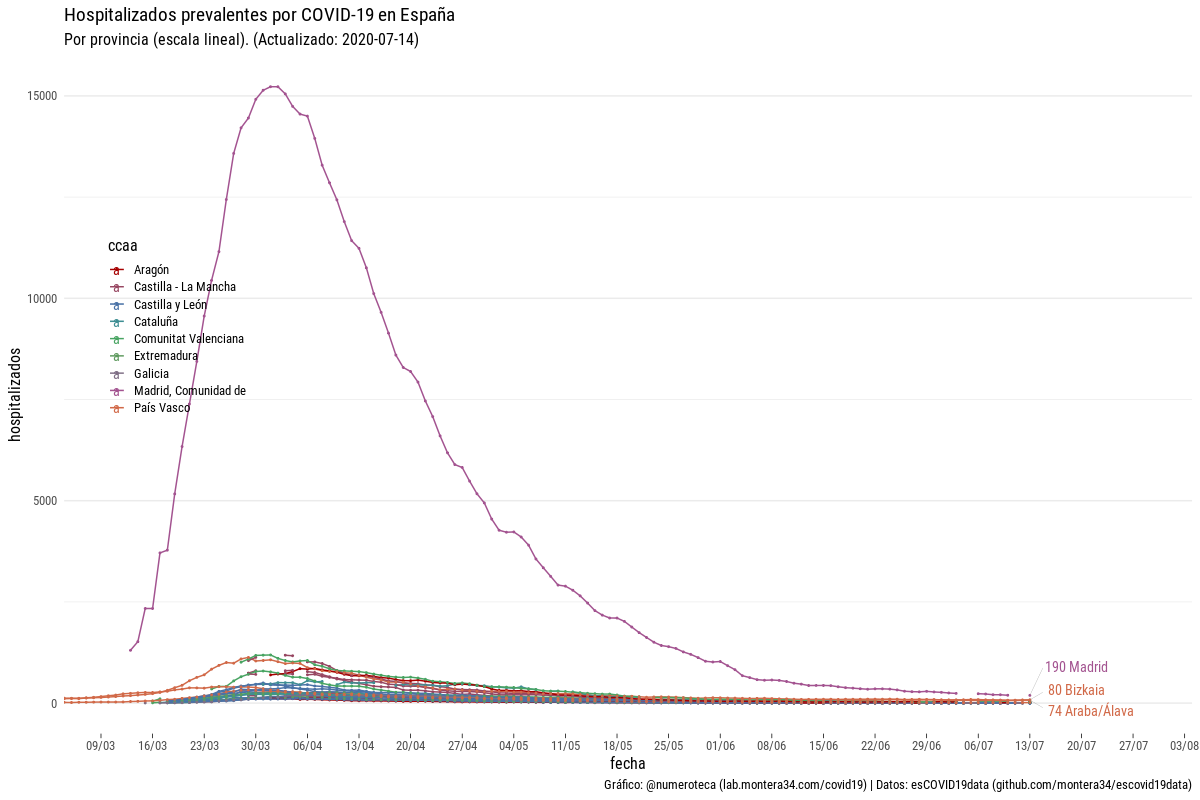 Hospitalizados prevalentes por COVID-19 en España
Por provincia (escala lineal). (Actualizado: 2020-07-14)
15000
10000
5000
0
hospitalizados
ccaa
Aragón
Castilla - La Mancha
Castilla y León
Cataluña
Comunitat Valenciana
Extremadura
Galicia
Madrid, Comunidad de
País Vasco
190 Madrid
80 Bizkaia
74 Araba/Álava
09/03 16/03 23/03 30/03 06/04 13/04 20/04 27/04 04/05 11/05 18/05 25/05 01/06 08/06 15/06 22/06 29/06 06/07 13/07 20/07 27/07 03/08
fecha
Gráfico: @numeroteca (lab.montera34.com/covid19) | Datos: esCOVID19data (github.com/montera34/escovid19data)